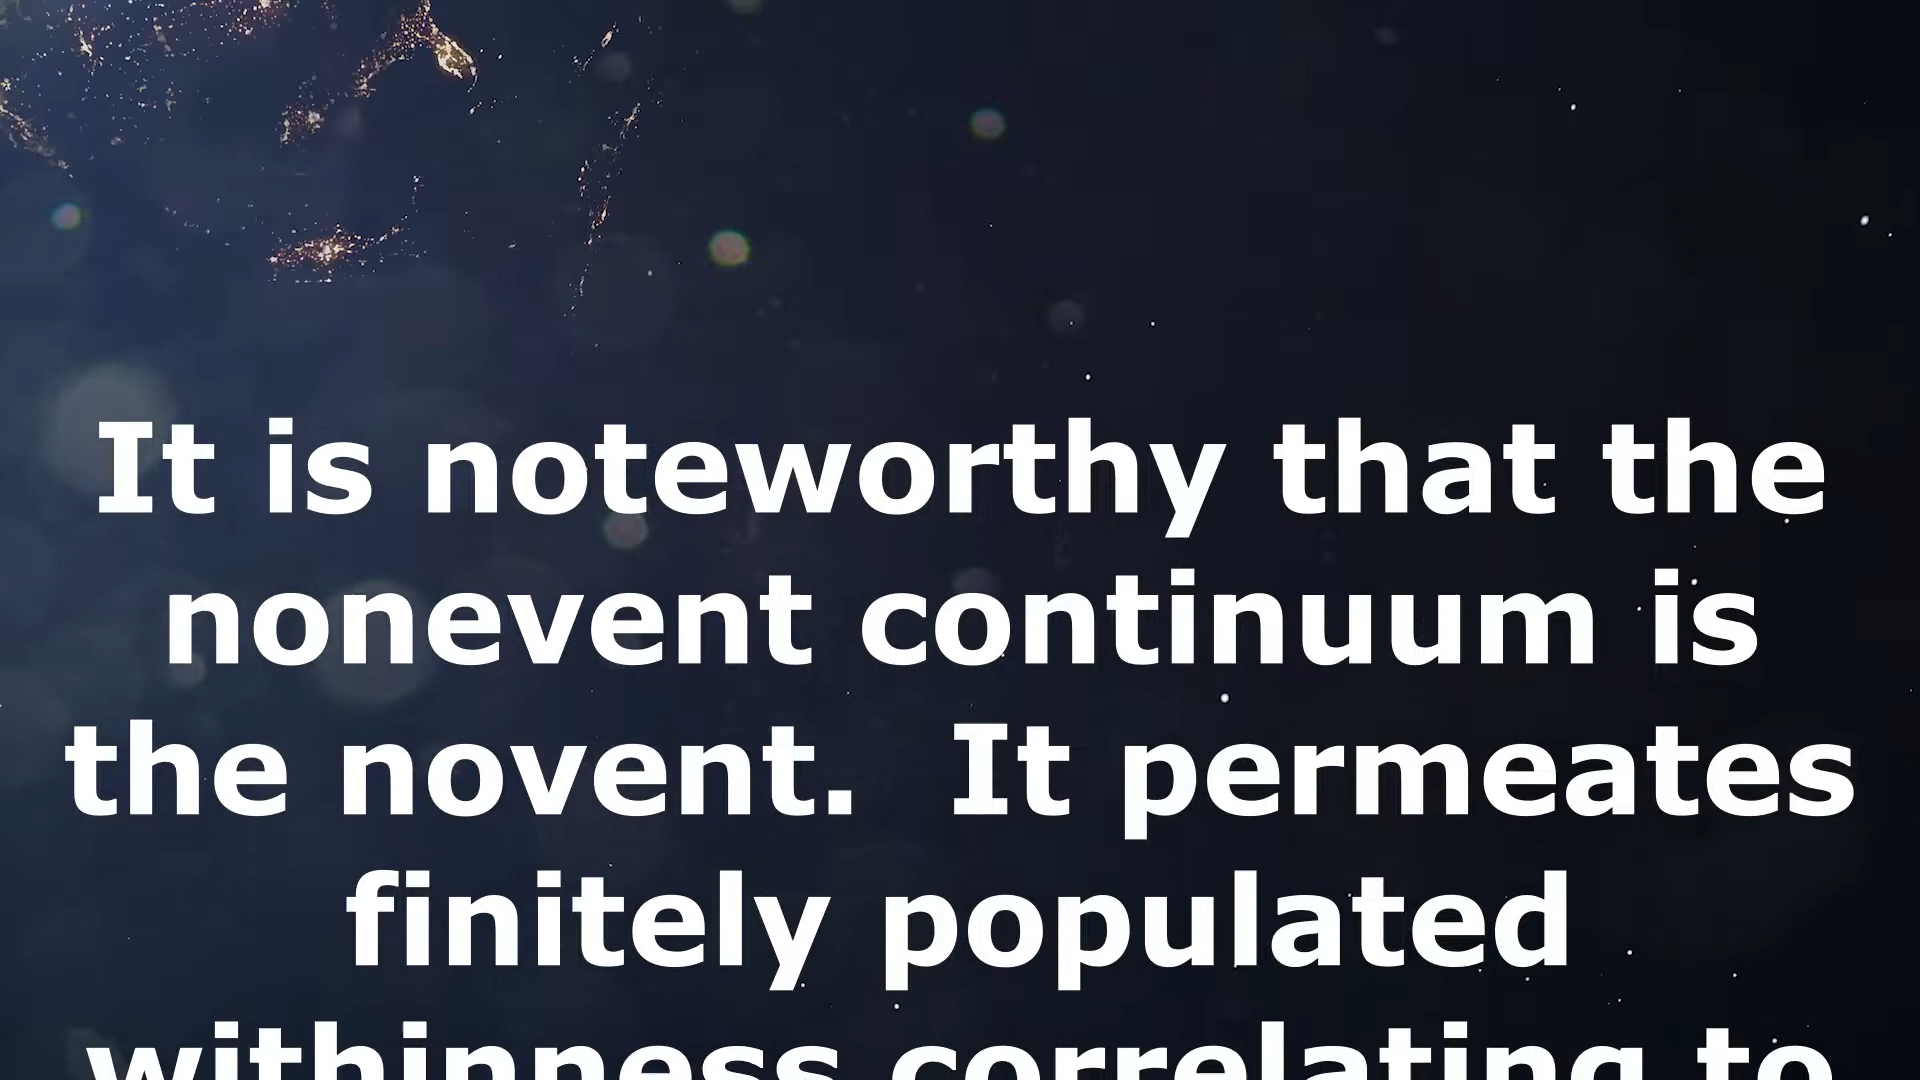 It is noteworthy that the
nonevent continuum is
the novent.  It permeates
finitely populated
withinness correlating to